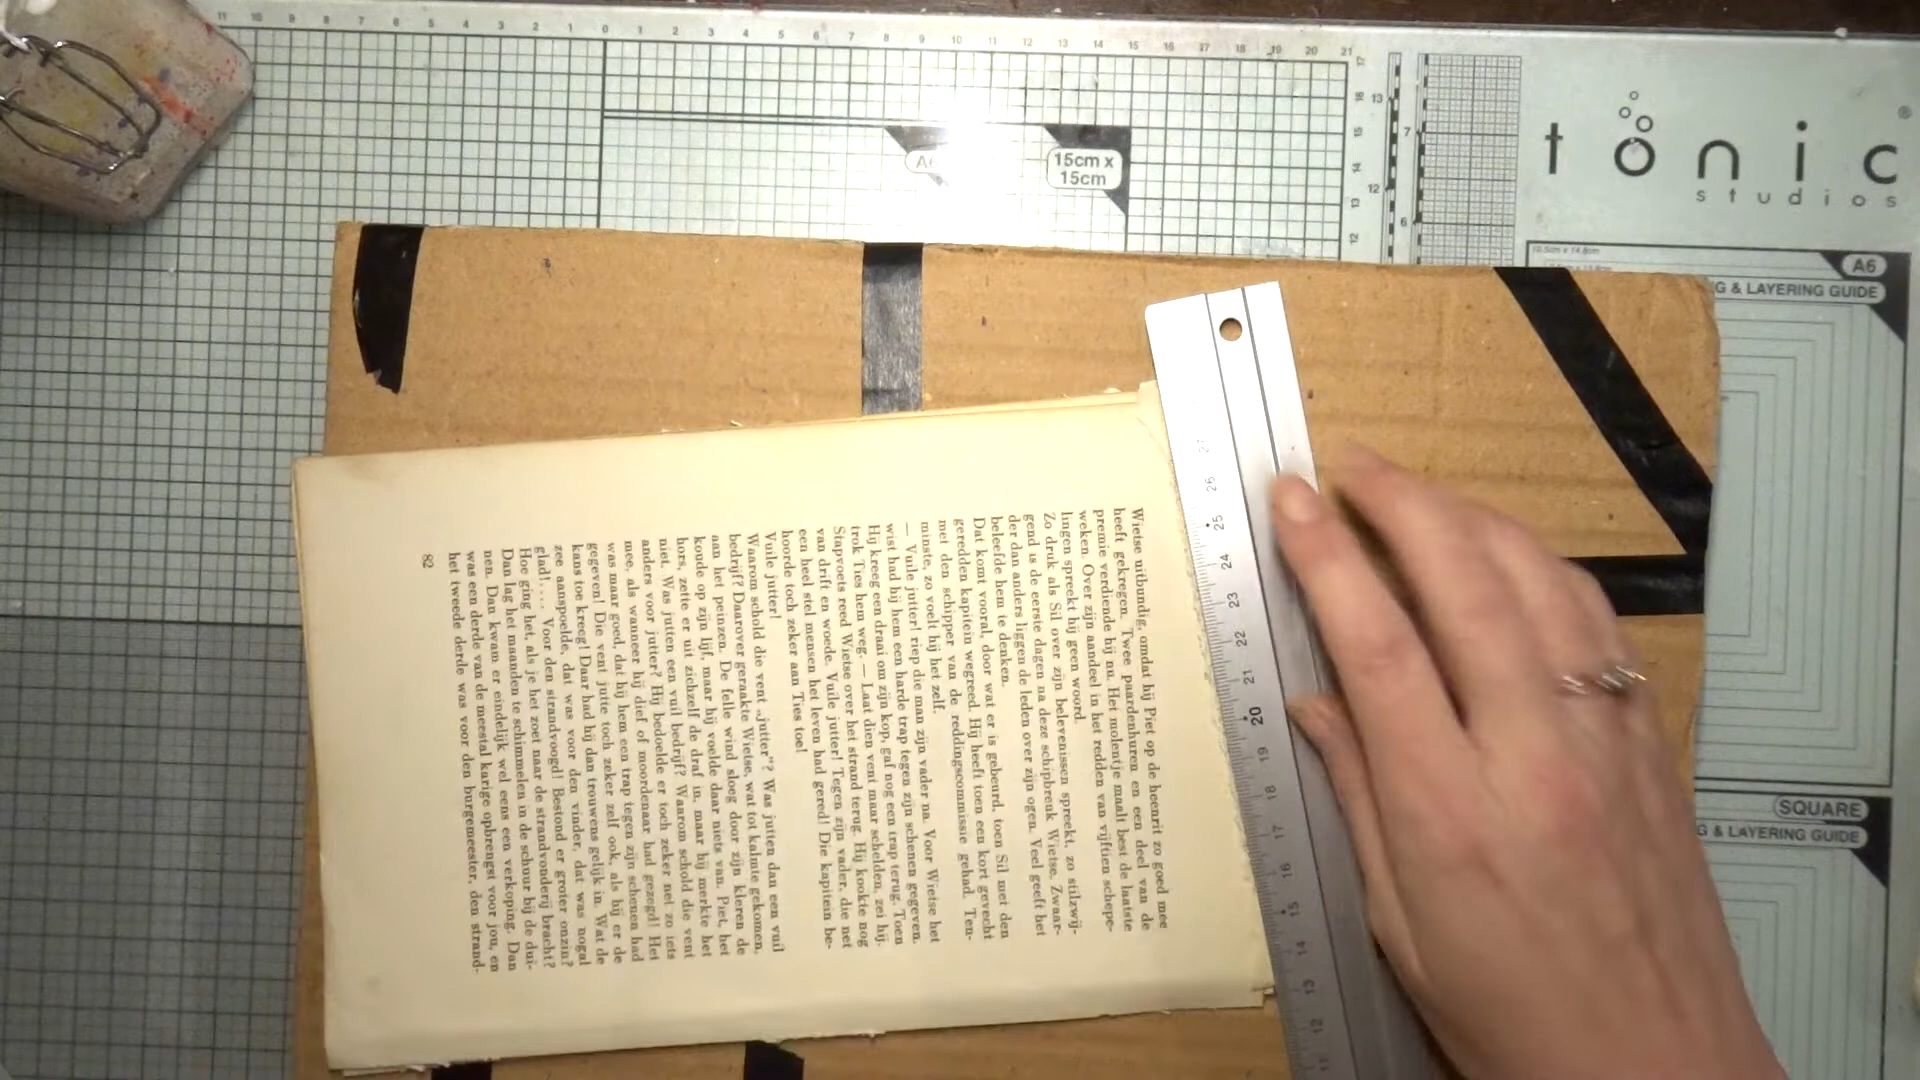 tonic
studios
15cm x
15cm
A6
G & LAYERING GUIDE
SQUARE
G & LAYERING GUIDE
Wietse uitbundig, omdat hij Piet op de heenrit zo goed mee
heeft gekregen. Twee paardenhuren en een deel van de
premie verdiende hij nu. Het molentje maalt best de laatste
weken. Over zijn aandeel in het redden van vijftien schepe-
lingen spreekt hij geen woord.
Zo druk als Sil over zijn belevenissen spreekt, zo stilzwij-
gend is de eerste dagen na deze schipbreuk Wietse. Zwaar-
der dan anders liggen de leden over zijn ogen. Veel geeft het
beleefde hem te denken.
Dat komt vooral, door wat er is gebeurd, toen Sil met den
geredden kapitein wegreed. Hij heeft toen een kort gevecht
met den schipper van de reddingscommissie gehad. Ten-
minste, zo voelt hij het zelf.
— Vuile jutter! riep die man zijn vader na. Voor Wietse het
wist had hij hem een harde trap tegen zijn schenen gegeven.
Hij kreeg een draai om zijn kop, gaf nog een trap terug. Toen
trok Ties hem weg. — Laat dien vent maar schelden, zei hij.
Stapvoets reed Wietse over het strand terug. Hij kookte nog
van drift en woede. Vuile jutter! Tegen zijn vader, die net
een heel stel mensen het leven had gered! Die kapitein be-
hoorde toch zeker aan Ties toe!
Vuile jutter!
Waarom schold die vent „jutter"? Was jutten dan een vuil
bedrijf? Daarover geraakte Wietse, wat tot kalmte gekomen,
aan het peinzen. De felle wind sloeg door zijn kleren de
koude op zijn lijf, maar hij voelde daar niets van. Piet, het
hors, zette er uit zichzelf de draf in, maar hij merkte het
niet. Was jutten een vuil bedrijf? Waarom schold die vent
anders voor jutter? Hij bedoelde er toch zeker net zo iets
mee, als wanneer hij dief of moordenaar had gezegd! Het
was maar goed, dat hij hem een trap tegen zijn schenen had
gegeven! Die vent jutte toch zeker zelf ook, als hij er de
kans toe kreeg! Daar had hij dan trouwens gelijk in. Wat de
zee aanspoelde, dat was voor den vinder, dat was nogal
glad!.... Voor den strandvoogd! Bestond er groter onzin?
Hoe ging het, als je het zoet naar de strandvonderij bracht?
Dan lag het maanden te schimmelen in de schuur bij de dui-
nen. Dan kwam er eindelijk wel eens een verkoping. Dan
was een derde van de meestal karige opbrengst voor jou, en
het tweede derde was voor den burgemeester, den strand-
82